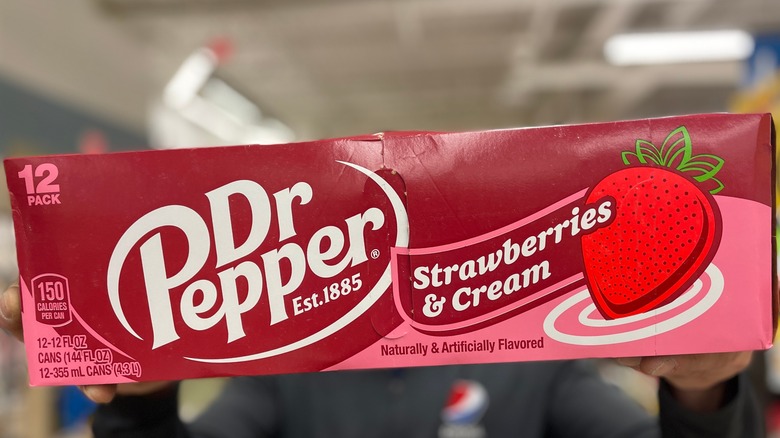 12
PACK
Dr
Pepper®
Est.1885
Strawberries
& Cream
150
CALORIES
PER CAN
12-12 FL OZ
CANS (144 FL OZ)
12-355 mL CANS (4.3 L)
Naturally & Artificially Flavored